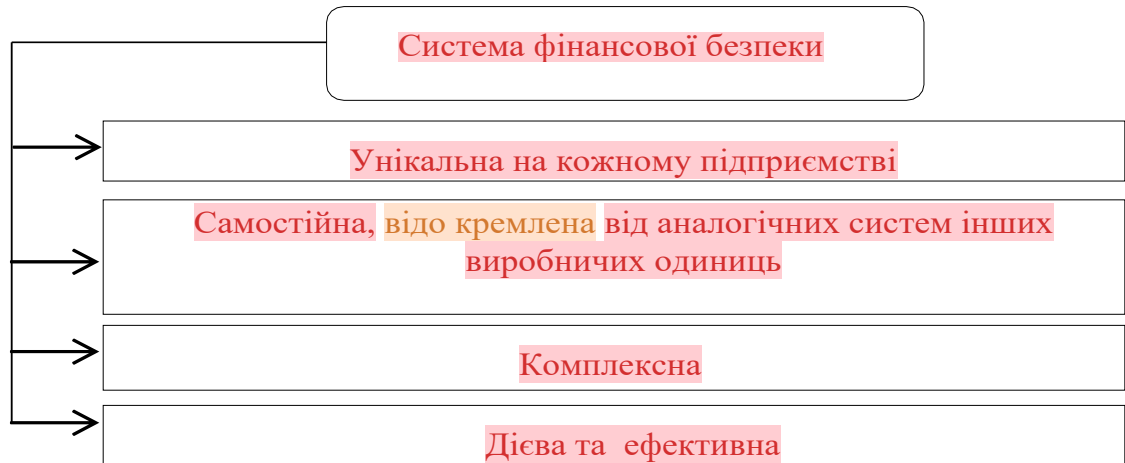 Система фінансової безпеки
Унікальна на кожному підприємстві
Самостійна, відо кремлена від аналогічних систем інших
виробничих одиниць
Комплексна
Дієва та ефективна